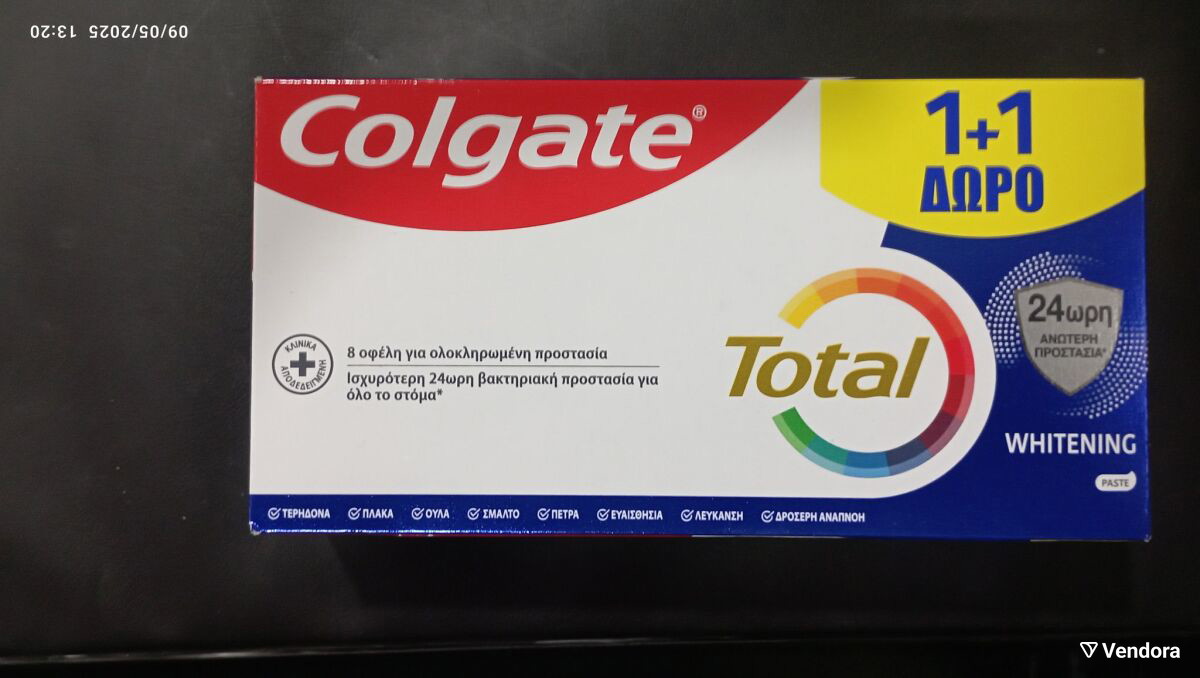 09/05/2025 13:20
Colgate®
1+1
ΔΩΡΟ
24ωρη
ΑΝΩΤΕΡΗ
ΠΡΟΣΤΑΣΙΑ*
ΚΛΙΝΙΚΑ
ΑΠΟΔΕΔΕΙΓΜΕΝΗ
8 οφέλη για ολοκληρωμένη προστασία
Ισχυρότερη 24ωρη βακτηριακή προστασία για
όλο το στόμα*
Total
WHITENING
PASTE
ΤΕΡΗΔΟΝΑ ΠΛΑΚΑ ΟΥΛΑ ΣΜΑΛΤΟ ΠΕΤΡΑ ΕΥΑΙΣΘΗΣΙΑ ΛΕΥΚΑΝΣΗ ΔΡΟΣΕΡΗ ΑΝΑΠΝΟΗ
Vendora